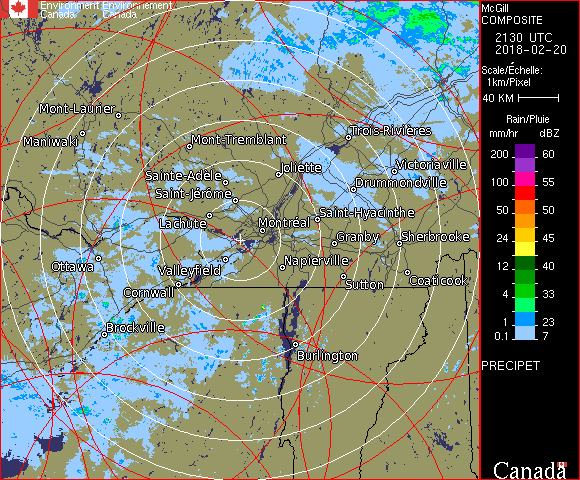 Environment Environnement
Canada Canada
McGill
COMPOSITE
2130 UTC
2018-02-20
Scale/Échelle:
1km/Pixel
40 KM
Rain/Pluie
mm/hr dBZ
200 60
100 55
50 50
24 45
12 40
4 33
1 23
0.1 7
PRECIPET
Canada
Mont-Laurier
Maniwaki
Mont-Tremblant
Trois-Rivières
Sainte-Adèle
Joliette
Victoriaville
Saint-Jérôme
Drummondville
Lachute
Saint-Hyacinthe
Montréal
Granby
Sherbrooke
Ottawa
Valleyfield
Napierville
Cornwall
Sutton
Coaticook
Brockville
Burlington